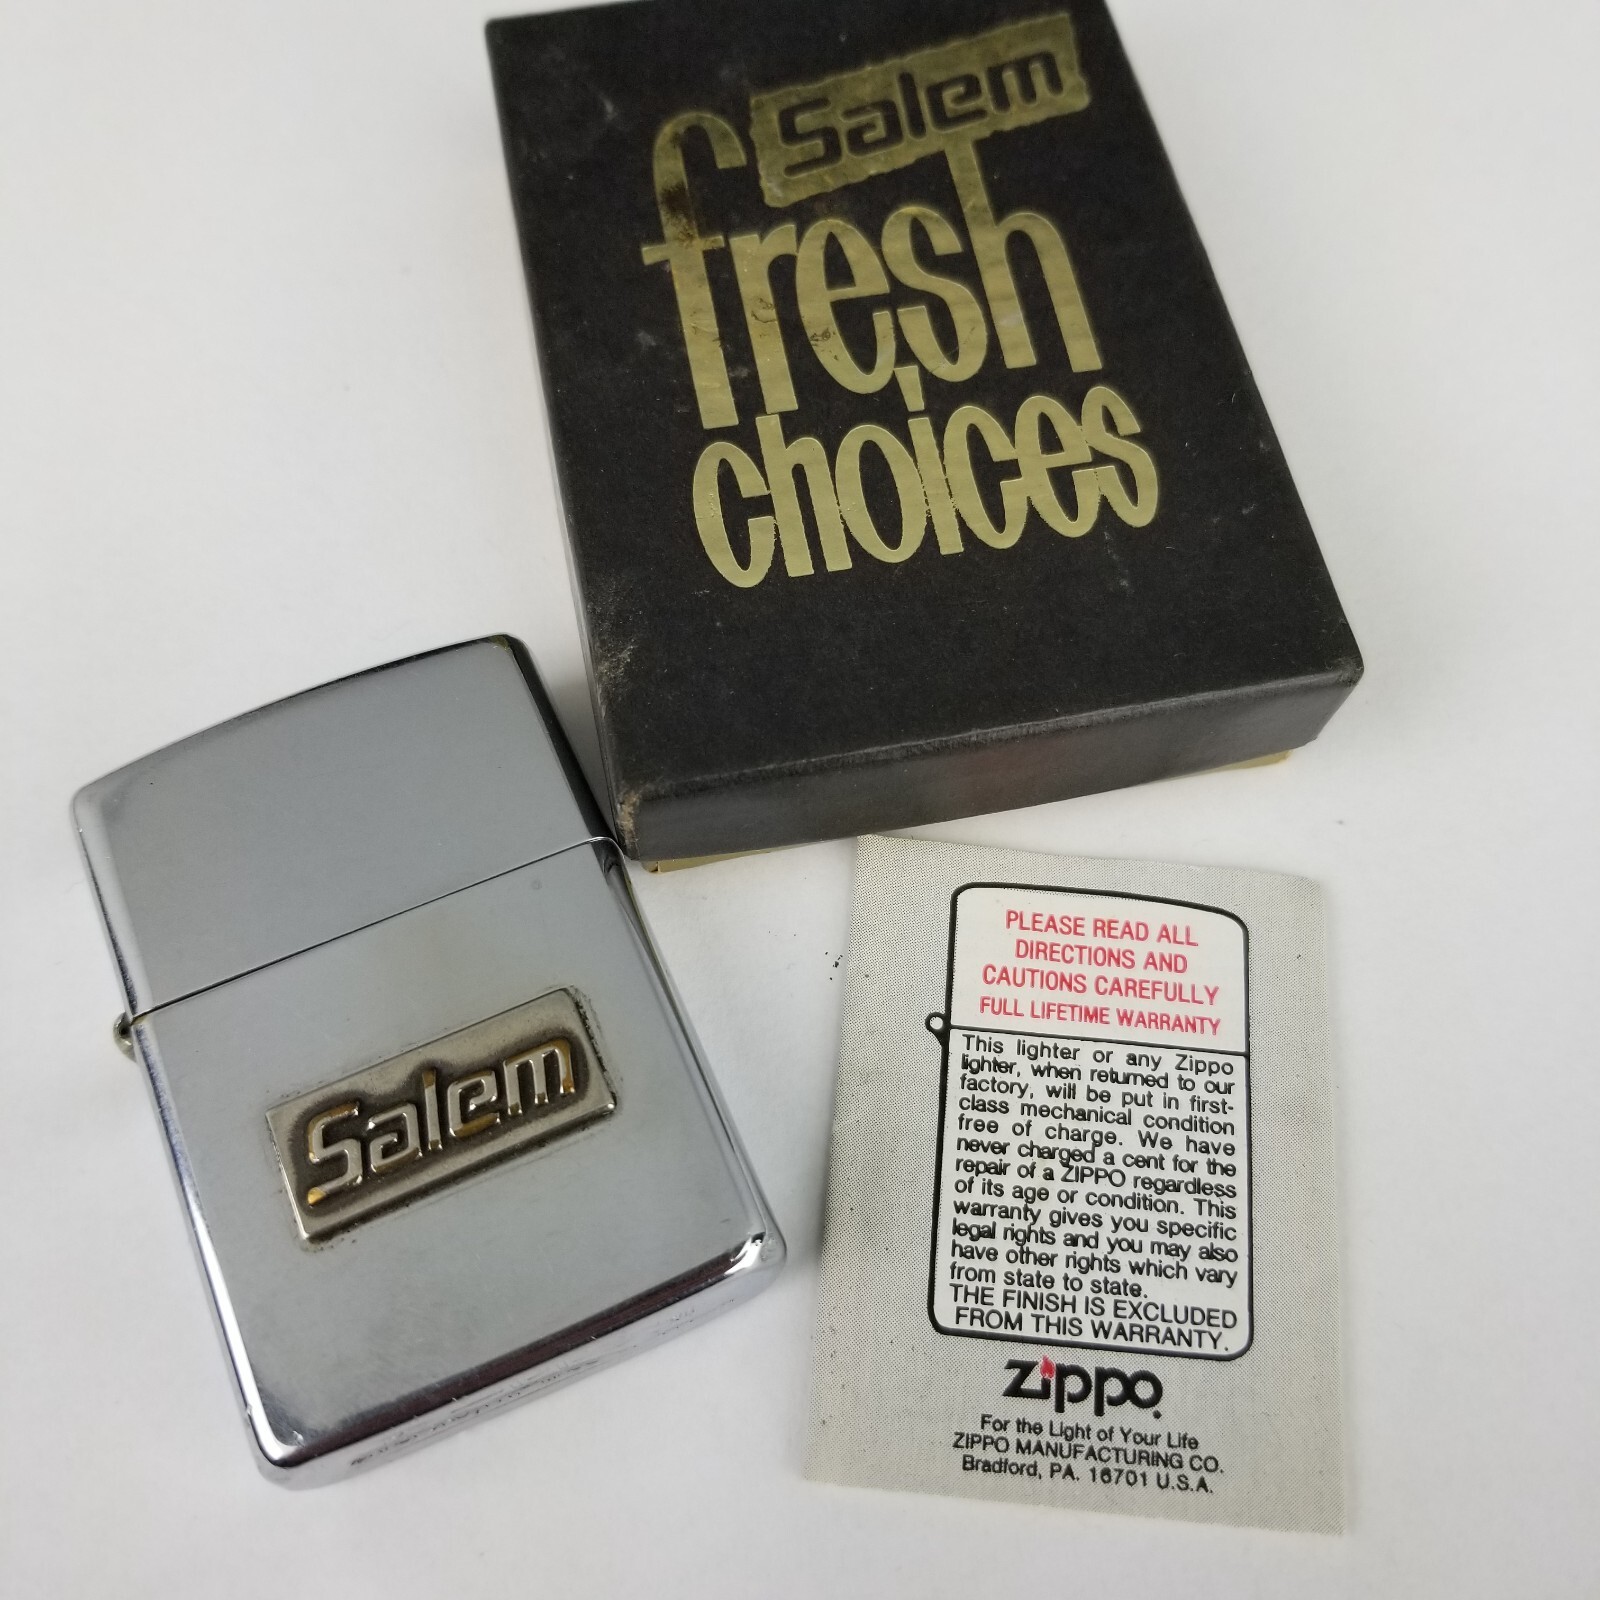 Salem
fresh
choices
Salem
PLEASE READ ALL
DIRECTIONS AND
CAUTIONS CAREFULLY
FULL LIFETIME WARRANTY
This lighter or any Zippo
lighter, when returned to our
factory, will be put in first-
class mechanical condition
free of charge. We have
never charged a cent for the
repair of a ZIPPO regardless
of its age or condition. This
warranty gives you specific
legal rights and you may also
have other rights which vary
from state to state.
THE FINISH IS EXCLUDED
FROM THIS WARRANTY.
zippo
For the Light of Your Life
ZIPPO MANUFACTURING CO.
Bradford, PA. 16701 U.S.A.